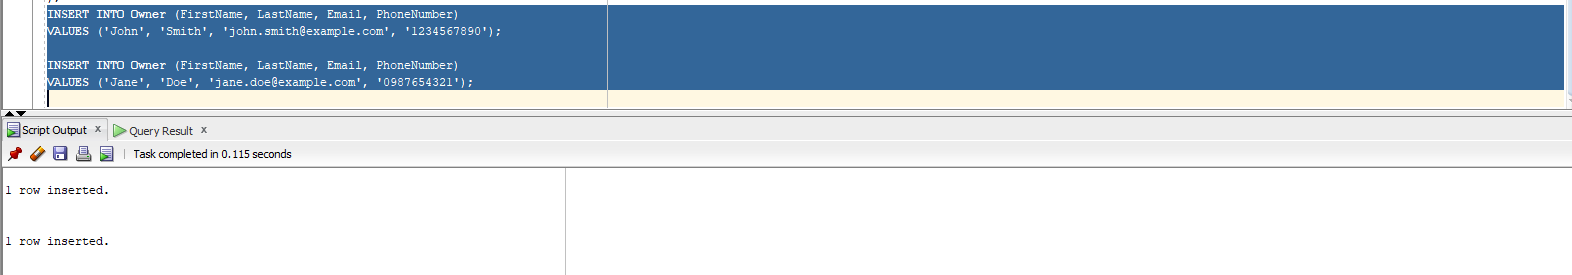 INSERT INTO Owner (FirstName, LastName, Email, PhoneNumber)
VALUES ('John', 'Smith', 'john.smith@example.com', '1234567890');
INSERT INTO Owner (FirstName, LastName, Email, PhoneNumber)
VALUES ('Jane', 'Doe', 'jane.doe@example.com', '0987654321');
Script Output x Query Result x
Task completed in 0.115 seconds
1 row inserted.
1 row inserted.